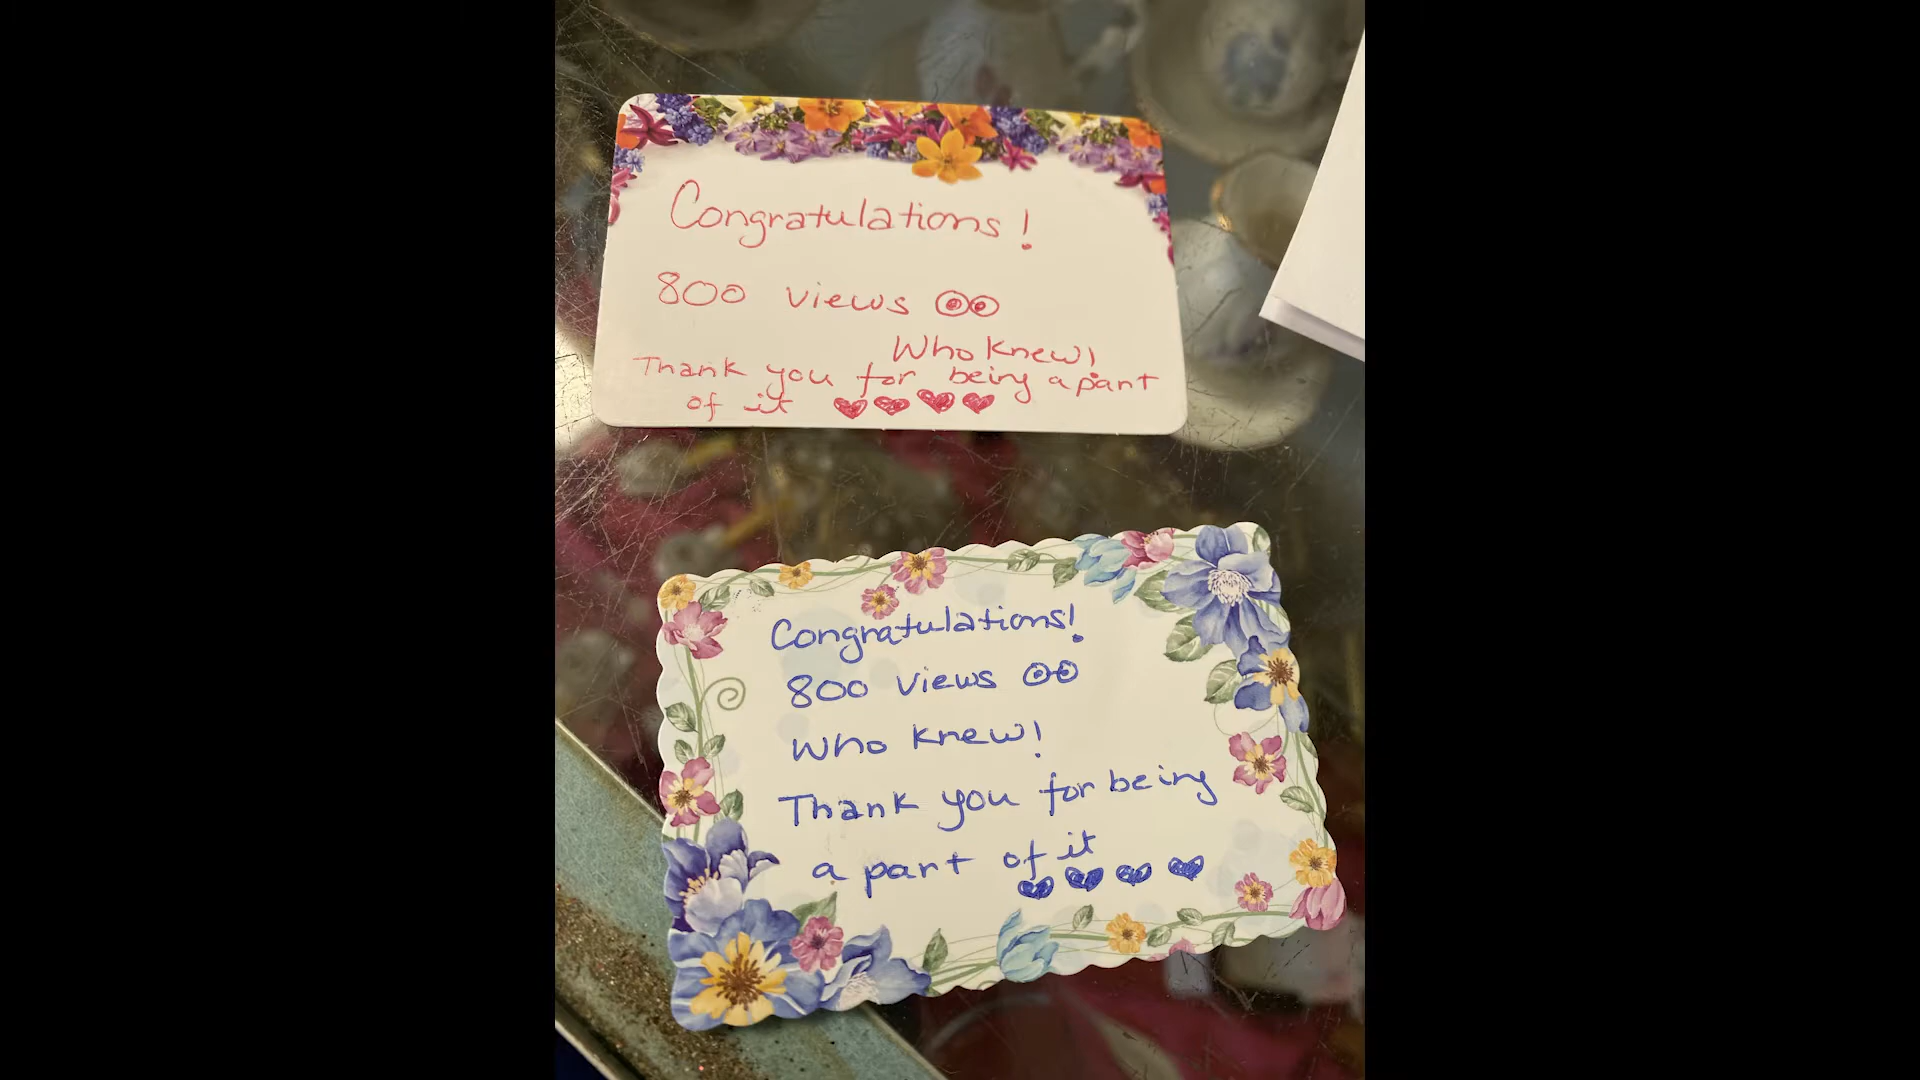 Congratulations!
800 views
Who Knew!
Thank you for being a part
of it
Congratulations!
800 views
Who Knew!
Thank you for being
a part of it